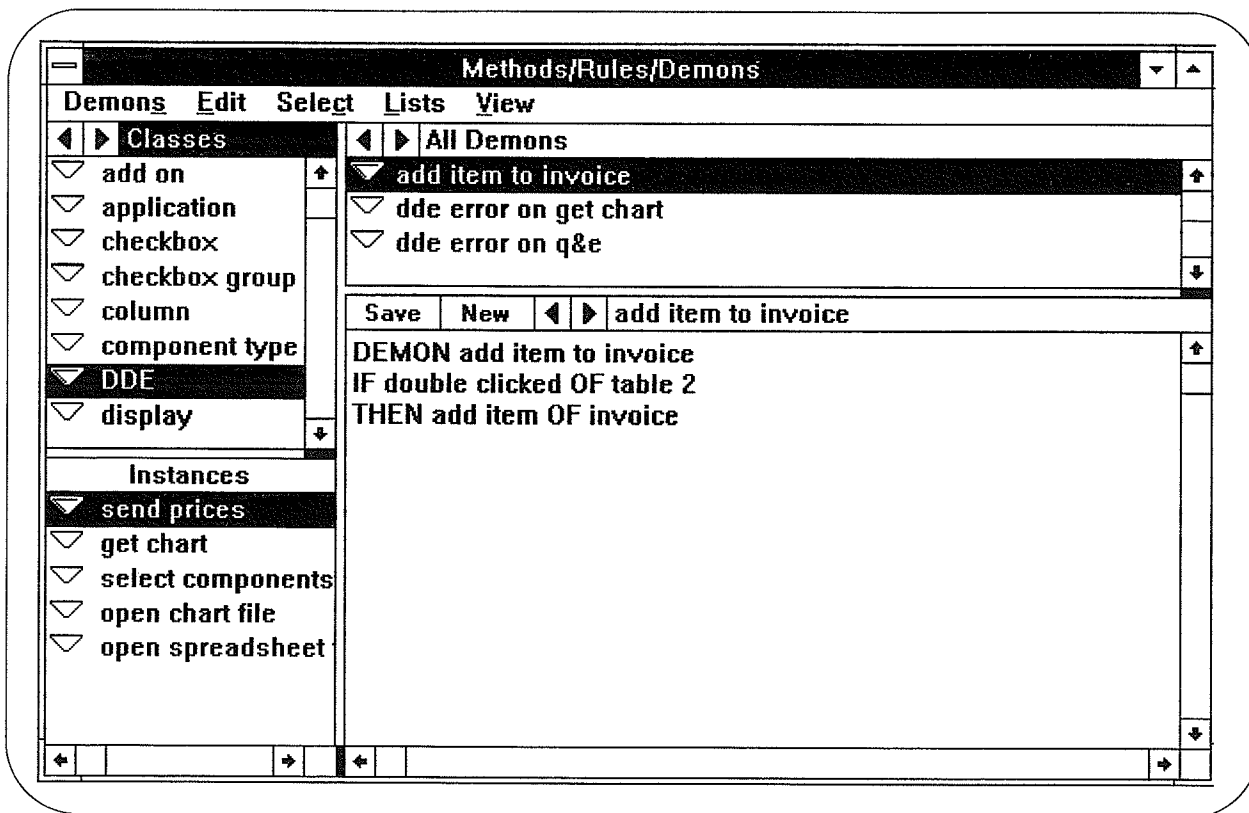 Methods/Rules/Demons
Demons Edit Select Lists View
Classes
add on
application
checkbox
checkbox group
column
component type
DDE
display
Instances
send prices
get chart
select components
open chart file
open spreadsheet
All Demons
add item to invoice
dde error on get chart
dde error on q&e
Save New add item to invoice
DEMON add item to invoice
IF double clicked OF table 2
THEN add item OF invoice